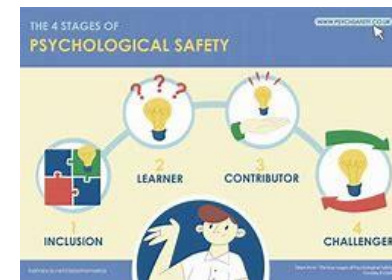 THE 4 STAGES OF
PSYCHOLOGICAL SAFETY
WWW.PSYCHSAFETY.CO.UK
???
2
LEARNER
3
CONTRIBUTOR
1
INCLUSION
4
CHALLENGER